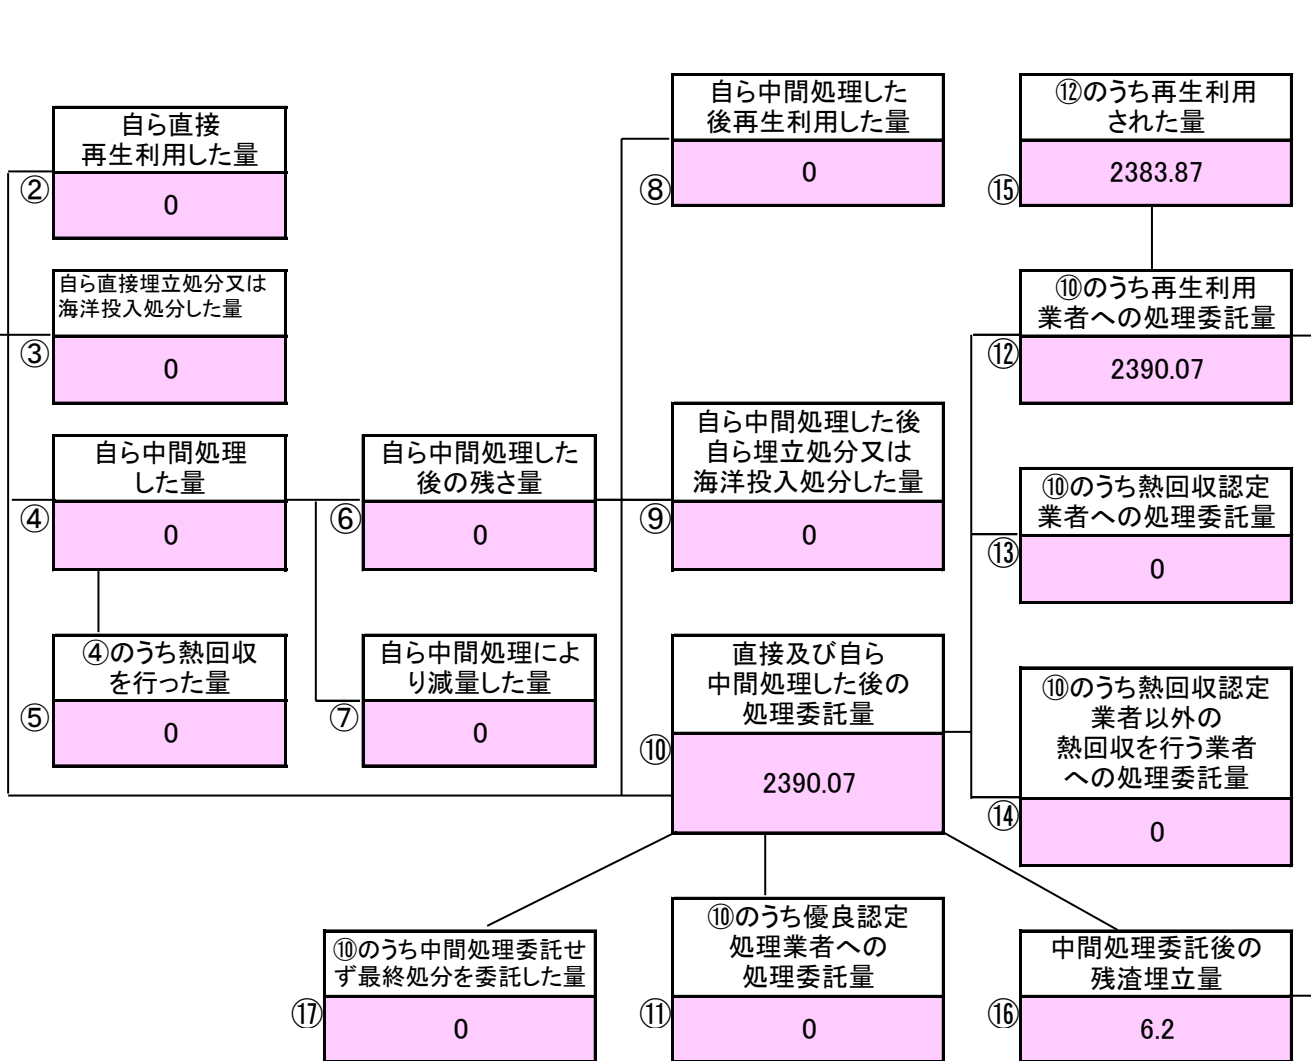 自ら直接
再生利用した量
②
0
自ら直接埋立処分又は
海洋投入処分した量
③
0
自ら中間処理
した量
④
0
④のうち熱回収
を行った量
⑤
0
自ら中間処理した
後の残さ量
⑥
0
自ら中間処理によ
り減量した量
⑦
0
自ら中間処理した
後再生利用した量
⑧
0
自ら中間処理した後
自ら埋立処分又は
海洋投入処分した量
⑨
0
直接及び自ら
中間処理した後の
処理委託量
⑩
2390.07
⑩のうち優良認定
処理業者への
処理委託量
⑪
0
⑫のうち再生利用
された量
⑮
2383.87
⑩のうち再生利用
業者への処理委託量
⑫
2390.07
⑩のうち熱回収認定
業者への処理委託量
⑬
0
⑩のうち熱回収認定
業者以外の
熱回収を行う業者
への処理委託量
⑭
0
中間処理委託後の
残渣埋立量
⑯
6.2
⑩のうち中間処理委託せ
ず最終処分を委託した量
⑰
0